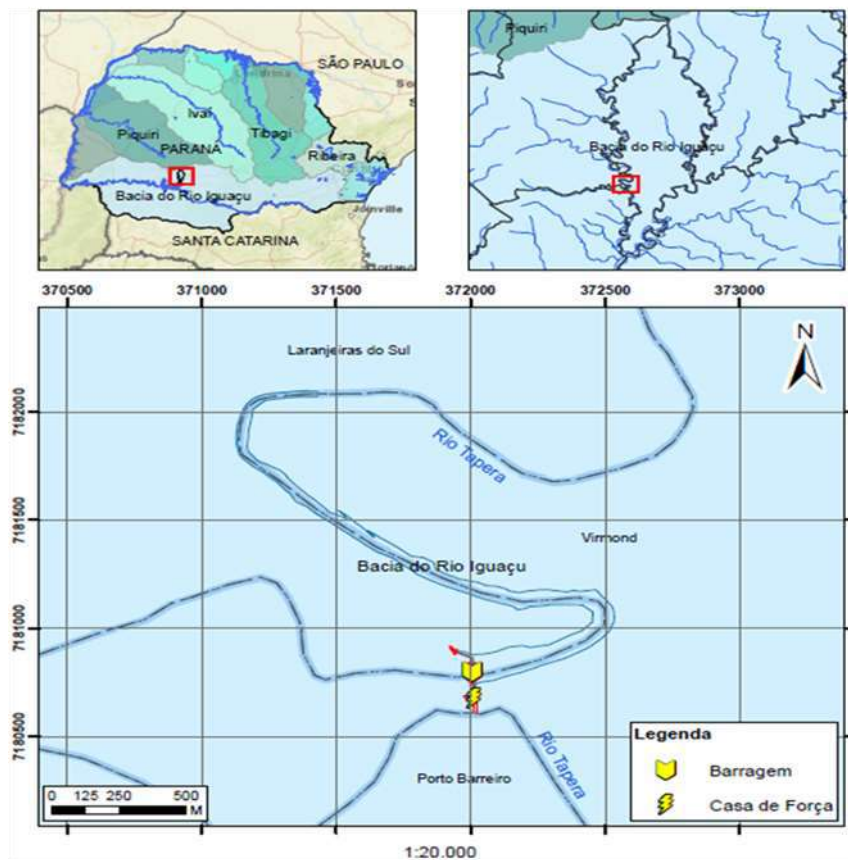 SÃO PAULO
Londrina
Ivaí
Piquiri
Tibagi
PARANÁ
Ribeira
Bacia do Rio Iguaçu
Joinville
SANTA CATARINA
Piquiri
Bacia do Rio Iguaçu
370500 371000 371500 372000 372500 373000
Laranjeiras do Sul
N
7182000
Rio Tapera
7181500
Virmond
Bacia do Rio Iguaçu
7181000
7180500
Rio Tapera
Porto Barreiro
Legenda
Barragem
Casa de Força
0 125 250 500
M
1:20.000